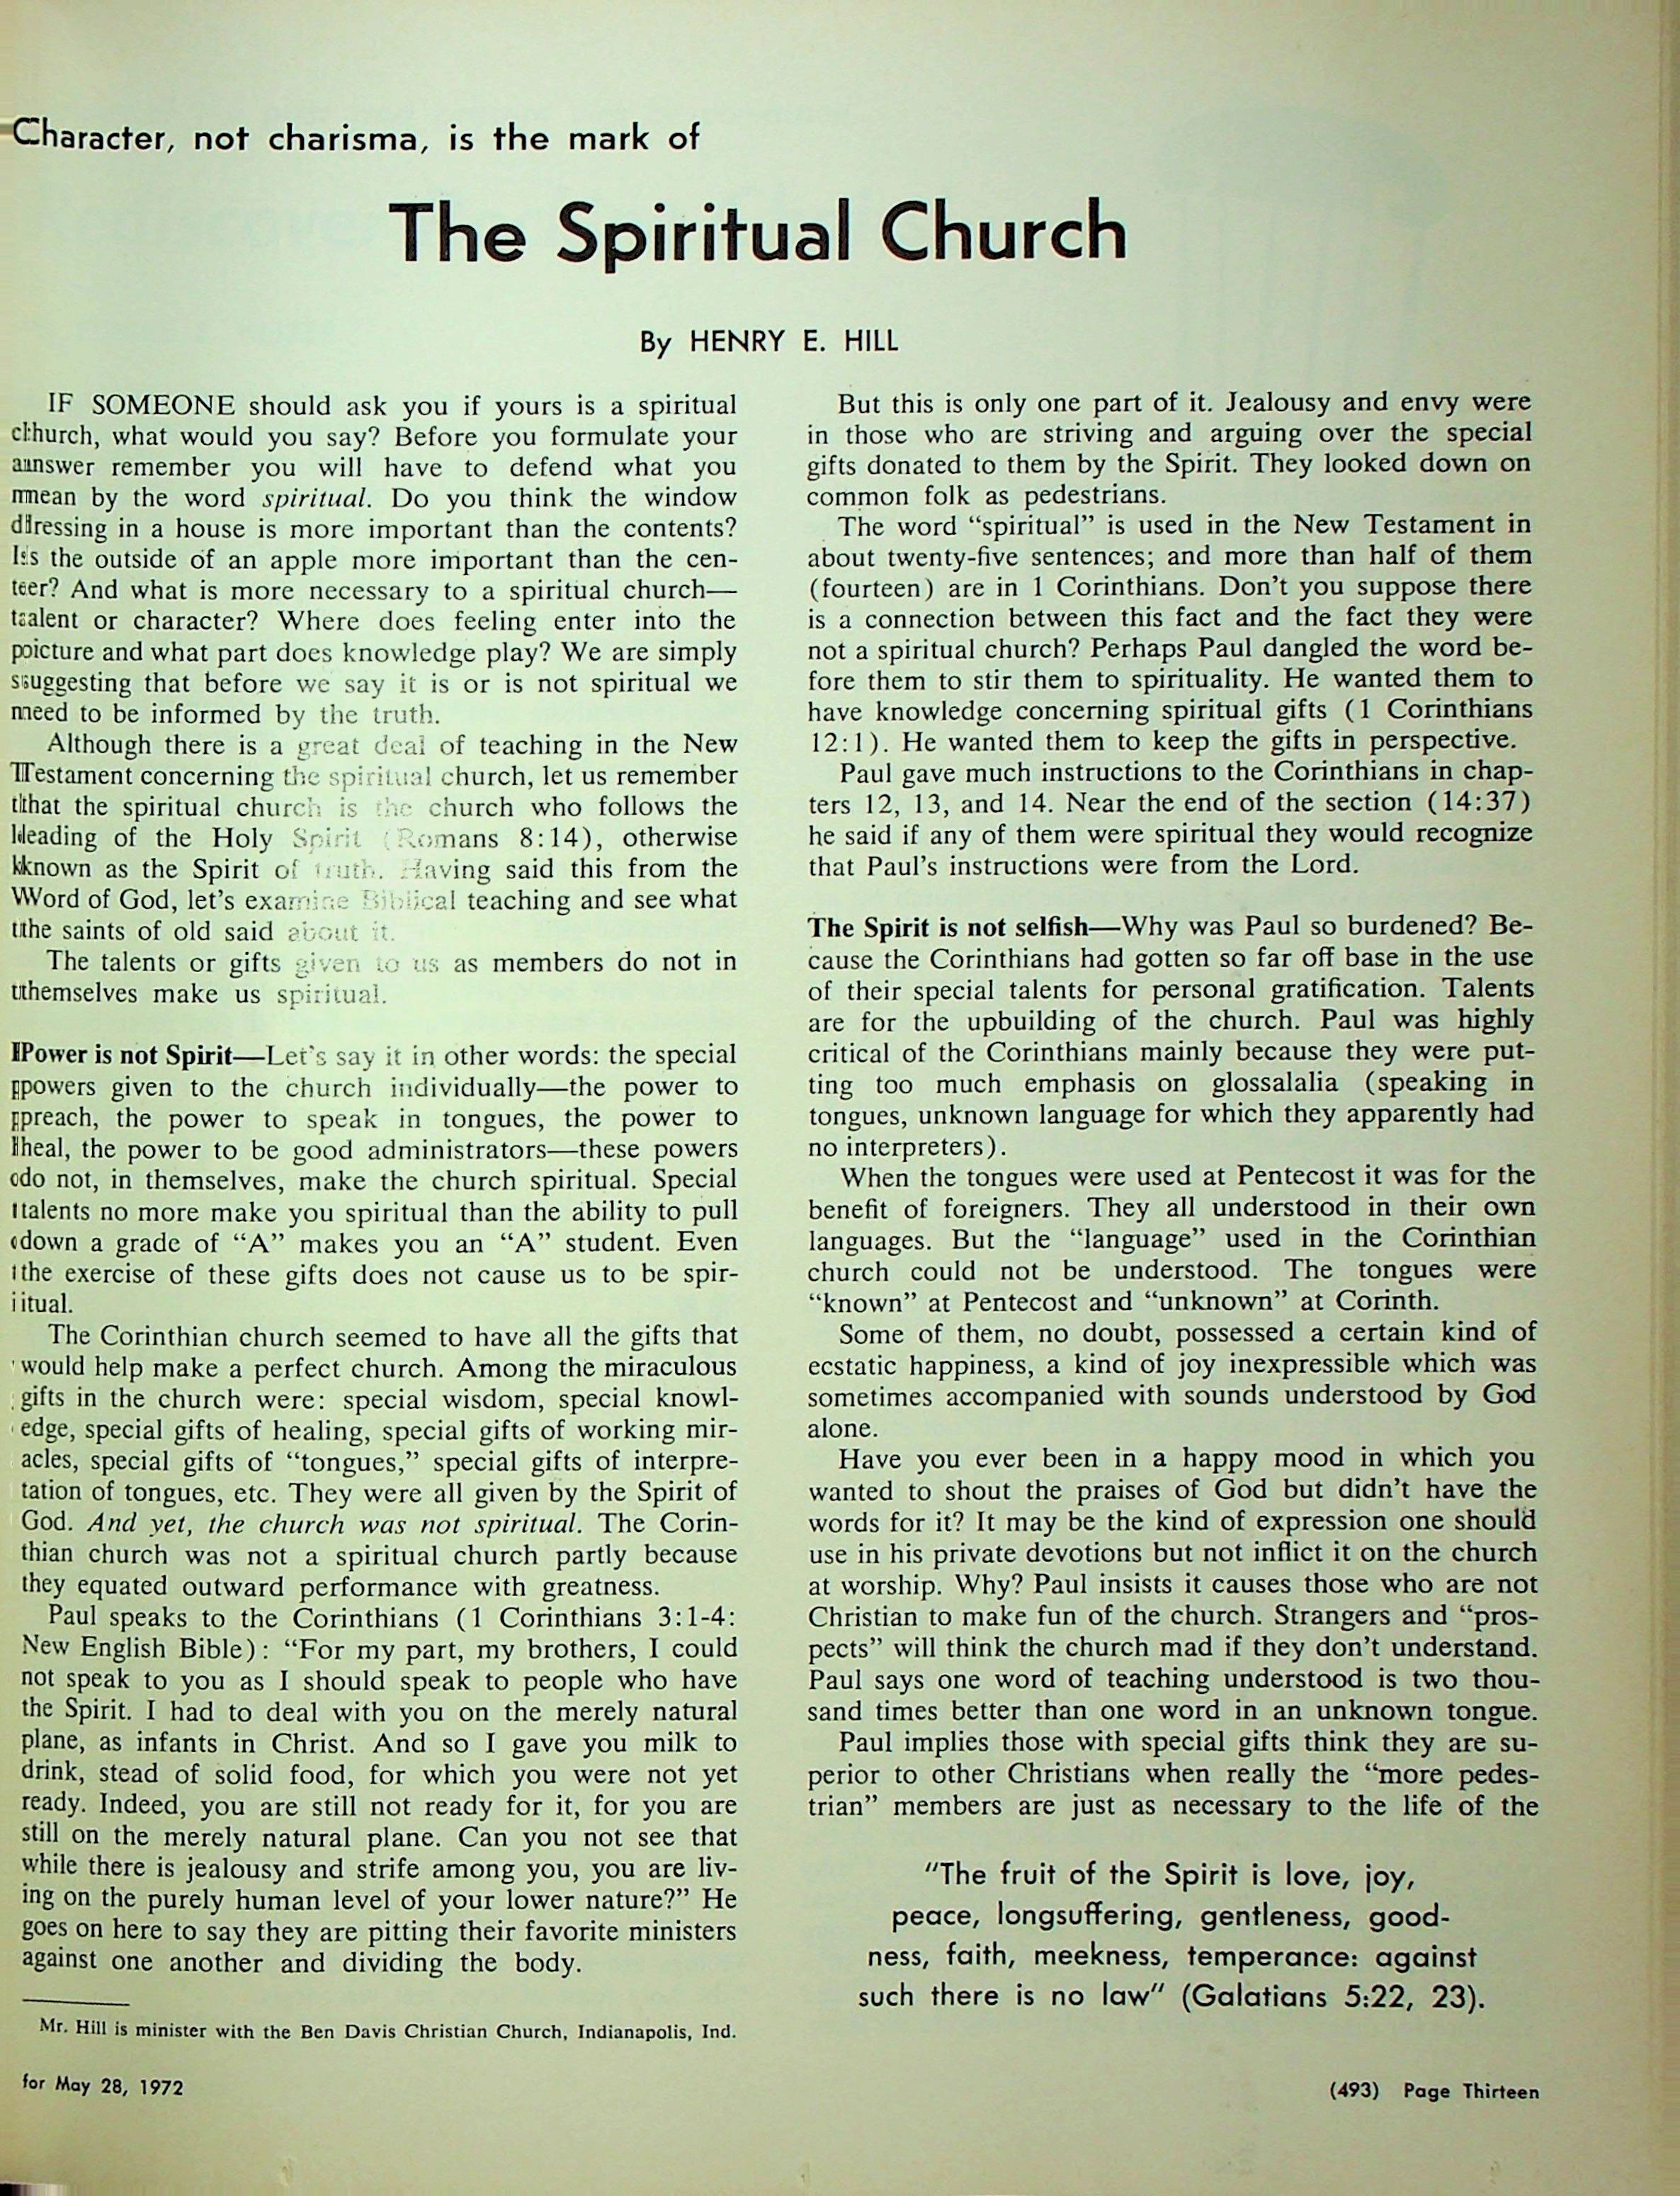 Character, not charisma, is the mark of
The Spiritual Church
By HENRY E. HILL
IF SOMEONE should ask you if yours is a spiritual
church, what would you say? Before you formulate your
answer remember you will have to defend what you
mean by the word spiritual. Do you think the window
dressing in a house is more important than the contents?
Is the outside of an apple more important than the cen-
ter? And what is more necessary to a spiritual church—
talent or character? Where does feeling enter into the
picture and what part does knowledge play? We are simply
suggesting that before we say it is or is not spiritual we
need to be informed by the truth.
Although there is a great deal of teaching in the New
Testament concerning the spiritual church, let us remember
that the spiritual church is the church who follows the
leading of the Holy Spirit (Romans 8:14), otherwise
known as the Spirit of truth. Having said this from the
Word of God, let's examine Biblical teaching and see what
the saints of old said about it.
The talents or gifts given to us as members do not in
themselves make us spiritual.
Power is not Spirit—Let's say it in other words: the special
powers given to the church individually—the power to
preach, the power to speak in tongues, the power to
heal, the power to be good administrators—these powers
do not, in themselves, make the church spiritual. Special
talents no more make you spiritual than the ability to pull
down a grade of “A” makes you an “A” student. Even
the exercise of these gifts does not cause us to be spir-
itual.
The Corinthian church seemed to have all the gifts that
would help make a perfect church. Among the miraculous
gifts in the church were: special wisdom, special knowl-
edge, special gifts of healing, special gifts of working mir-
acles, special gifts of “tongues,” special gifts of interpre-
tation of tongues, etc. They were all given by the Spirit of
God. And yet, the church was not spiritual. The Corin-
thian church was not a spiritual church partly because
they equated outward performance with greatness.
Paul speaks to the Corinthians (1 Corinthians 3:1-4:
New English Bible): “For my part, my brothers, I could
not speak to you as I should speak to people who have
the Spirit. I had to deal with you on the merely natural
plane, as infants in Christ. And so I gave you milk to
drink, stead of solid food, for which you were not yet
ready. Indeed, you are still not ready for it, for you are
still on the merely natural plane. Can you not see that
while there is jealousy and strife among you, you are liv-
ing on the purely human level of your lower nature?” He
goes on here to say they are pitting their favorite ministers
against one another and dividing the body.
Mr. Hill is minister with the Ben Davis Christian Church, Indianapolis, Ind.
But this is only one part of it. Jealousy and envy were
in those who are striving and arguing over the special
gifts donated to them by the Spirit. They looked down on
common folk as pedestrians.
The word “spiritual” is used in the New Testament in
about twenty-five sentences; and more than half of them
(fourteen) are in 1 Corinthians. Don't you suppose there
is a connection between this fact and the fact they were
not a spiritual church? Perhaps Paul dangled the word be-
fore them to stir them to spirituality. He wanted them to
have knowledge concerning spiritual gifts (1 Corinthians
12:1). He wanted them to keep the gifts in perspective.
Paul gave much instructions to the Corinthians in chap-
ters 12, 13, and 14. Near the end of the section (14:37)
he said if any of them were spiritual they would recognize
that Paul's instructions were from the Lord.
The Spirit is not selfish—Why was Paul so burdened? Be-
cause the Corinthians had gotten so far off base in the use
of their special talents for personal gratification. Talents
are for the upbuilding of the church. Paul was highly
critical of the Corinthians mainly because they were put-
ting too much emphasis on glossalalia (speaking in
tongues, unknown language for which they apparently had
no interpreters).
When the tongues were used at Pentecost it was for the
benefit of foreigners. They all understood in their own
languages. But the “language” used in the Corinthian
church could not be understood. The tongues were
“known” at Pentecost and “unknown” at Corinth.
Some of them, no doubt, possessed a certain kind of
ecstatic happiness, a kind of joy inexpressible which was
sometimes accompanied with sounds understood by God
alone.
Have you ever been in a happy mood in which you
wanted to shout the praises of God but didn't have the
words for it? It may be the kind of expression one should
use in his private devotions but not inflict it on the church
at worship. Why? Paul insists it causes those who are not
Christian to make fun of the church. Strangers and “pros-
pects” will think the church mad if they don't understand.
Paul says one word of teaching understood is two thou-
sand times better than one word in an unknown tongue.
Paul implies those with special gifts think they are su-
perior to other Christians when really the “more pedes-
trian” members are just as necessary to the life of the
“The fruit of the Spirit is love, joy,
peace, longsuffering, gentleness, good-
ness, faith, meekness, temperance: against
such there is no law” (Galatians 5:22, 23).
for May 28, 1972
(493) Page Thirteen